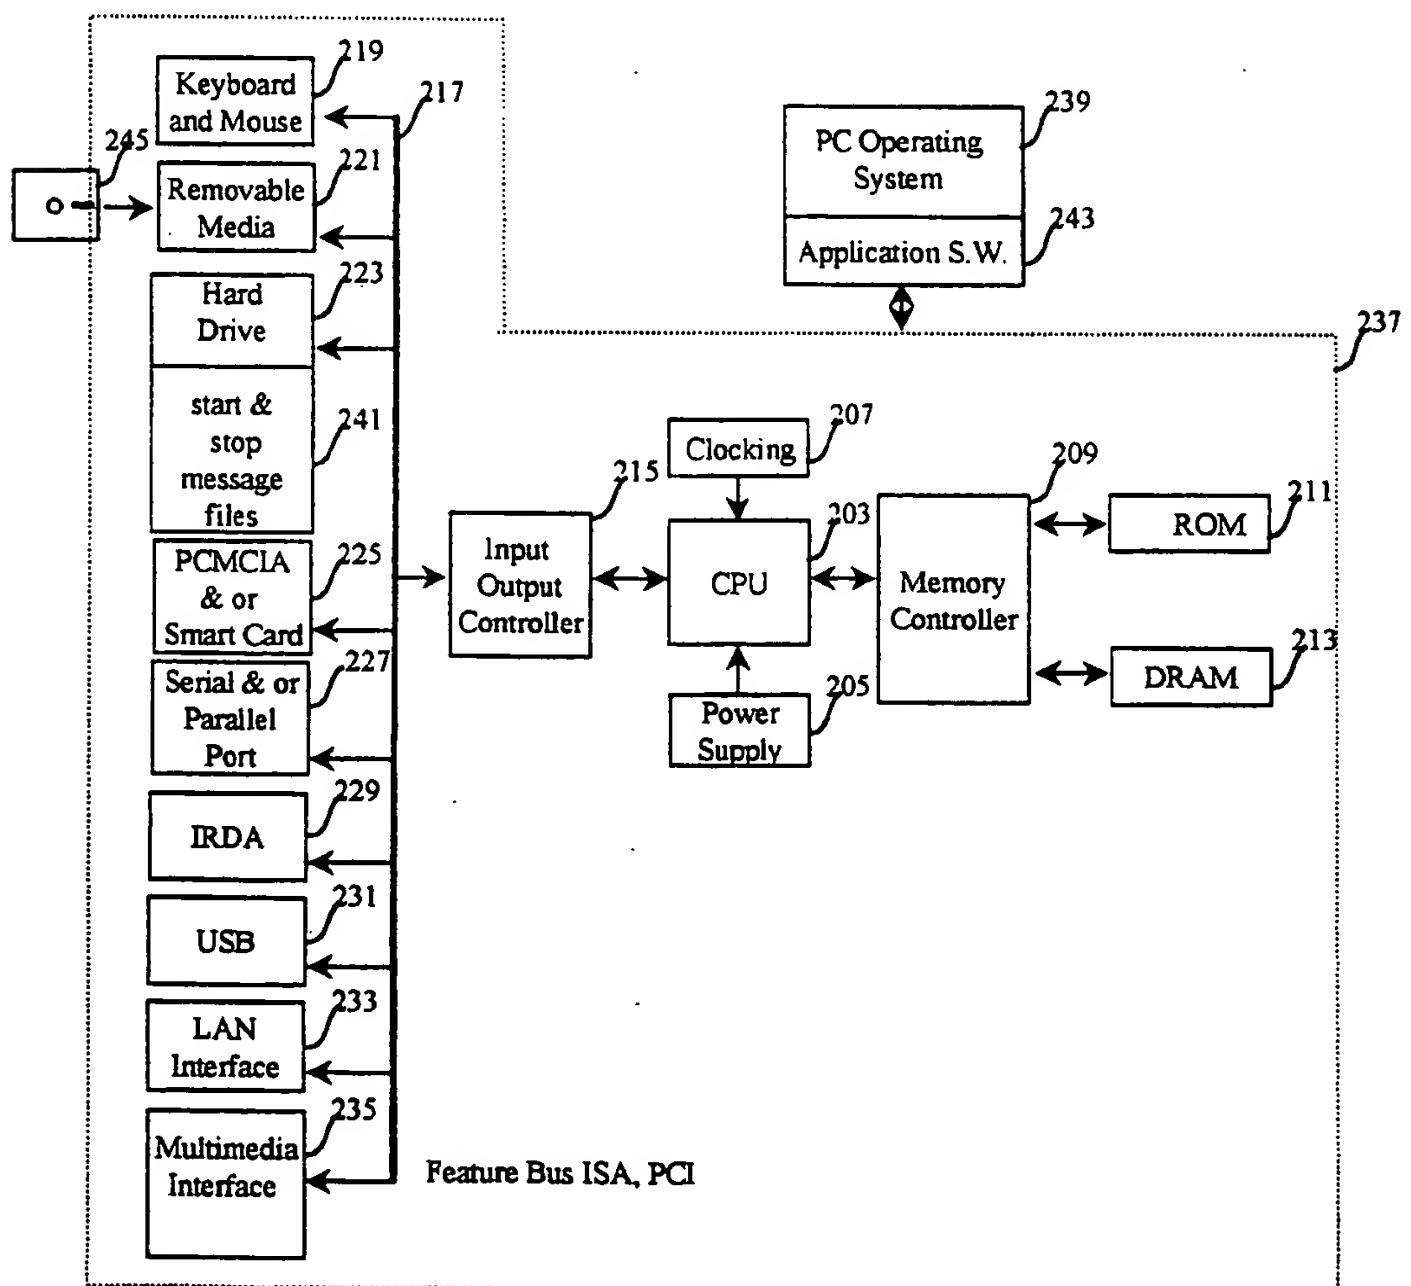 219
Keyboard
and Mouse
217
245
221
Removable
Media
223
Hard
Drive
start &
stop
message
files
241
PCMCIA
& or
Smart Card
225
227
Serial & or
Parallel
Port
229
IRDA
231
USB
233
LAN
Interface
235
Multimedia
Interface
Feature Bus ISA, PCI
239
PC Operating
System
243
Application S.W.
237
207
Clocking
215
Input
Output
Controller
203
CPU
205
Power
Supply
209
Memory
Controller
211
ROM
213
DRAM